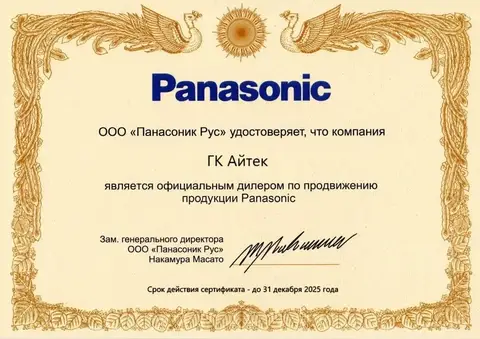 Panasonic
ООО «Панасоник Рус» удостоверяет, что компания
ГК Айтек
является официальным дилером по продвижению
продукции Panasonic
Зам. генерального директора
ООО «Панасоник Рус»
Накамура Масато
Срок действия сертификата - до 31 декабря 2025 года